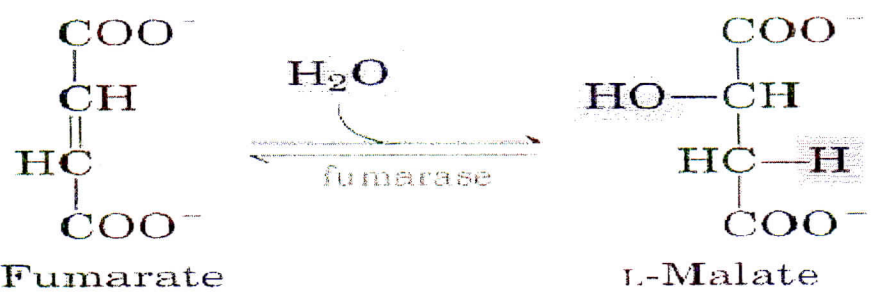 COO⁻
CH
HC
COO⁻
Fumarate
H₂O
fumarase
COO⁻
HO—CH
HC—H
COO⁻
L-Malate